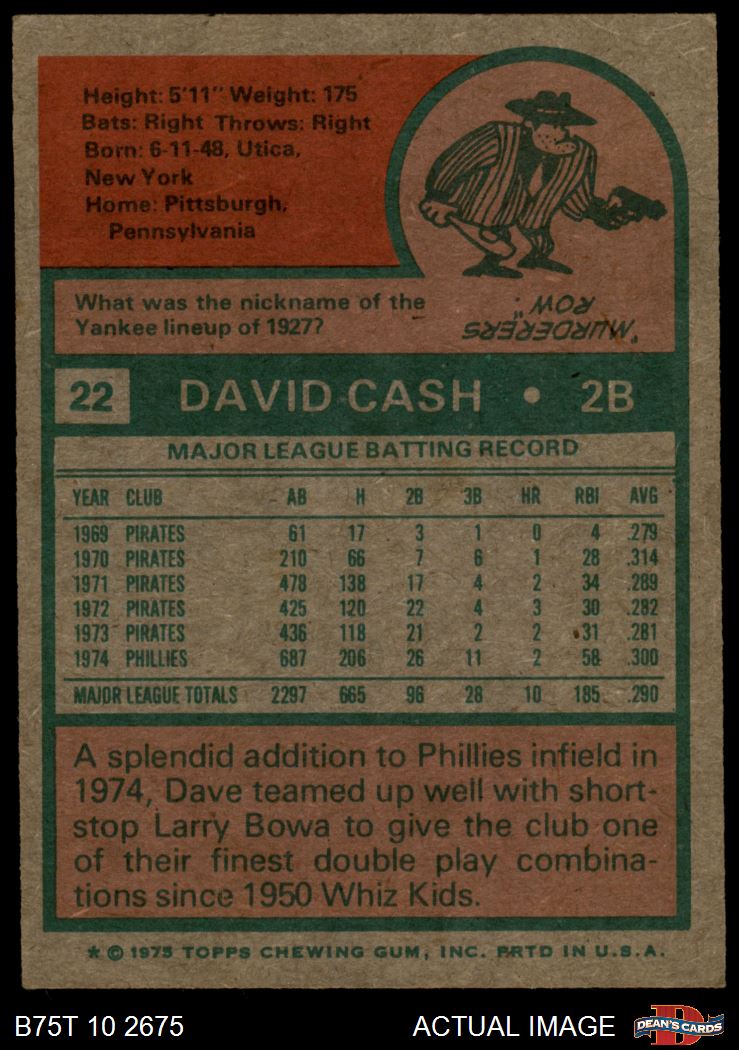 Height: 5'11" Weight: 175
Bats: Right Throws: Right
Born: 6-11-48, Utica,
New York
Home: Pittsburgh,
Pennsylvania
What was the nickname of the
Yankee lineup of 1927?
"MURDERERS
ROW."
22 DAVID CASH • 2B
MAJOR LEAGUE BATTING RECORD
YEAR CLUB AB H 2B 3B HR RBI AVG
1969 PIRATES 61 17 3 1 0 4 .279
1970 PIRATES 210 66 7 6 1 28 .314
1971 PIRATES 478 138 17 4 2 34 .289
1972 PIRATES 425 120 22 4 3 30 .282
1973 PIRATES 436 118 21 2 2 31 .281
1974 PHILLIES 687 206 26 11 2 58 .300
MAJOR LEAGUE TOTALS 2297 665 96 28 10 185 .290
A splendid addition to Phillies infield in
1974, Dave teamed up well with short-
stop Larry Bowa to give the club one
of their finest double play combina-
tions since 1950 Whiz Kids.
* © 1975 TOPPS CHEWING GUM, INC. PRTD IN U.S.A.
B75T 10 2675 ACTUAL IMAGE DEAN'S CARDS